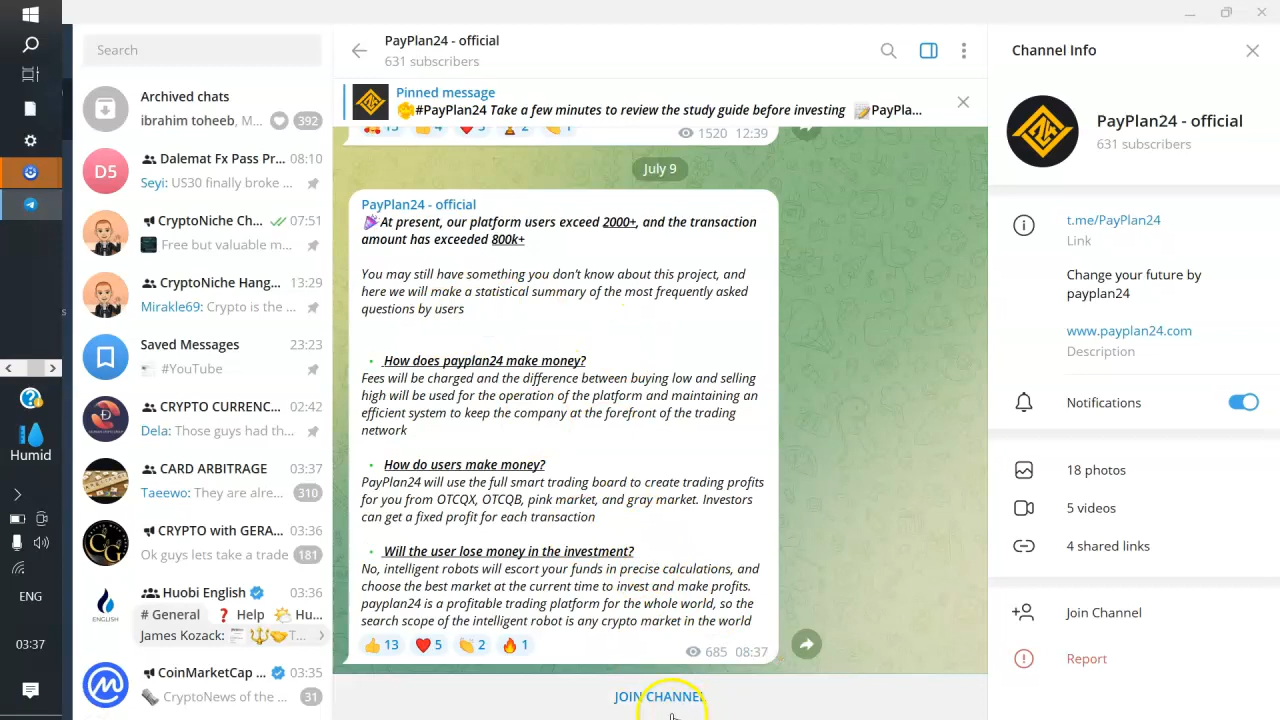 Search
Archived chats
ibrahim toheeb, M... 392
Dalemat Fx Pass Pr... 08:10
D5
Seyi: US30 finally broke ...
CryptoNiche Ch... 07:51
Free but valuable m...
CryptoNiche Hang... 13:29
Mirakle69: Crypto is the ...
Saved Messages 23:23
#YouTube
CRYPTO CURRENC... 02:42
Dela: Those guys had th...
CARD ARBITRAGE 03:37
Taeewo: They are alre... 310
CRYPTO with GERA... 03:36
Ok guys lets take a trade 181
Huobi English 03:36
ENGLISH
# General ❓ Help Hu...
James Kozack: T...
CoinMarketCap ... 03:35
CryptoNews of the ... 31
Humid
ENG
03:37
PayPlan24 - official
631 subscribers
Pinned message
#PayPlan24 Take a few minutes to review the study guide before investing 📝PayPla...
13 4 2 1
1520 12:39
July 9
PayPlan24 - official
🎉At present, our platform users exceed 2000+, and the transaction
amount has exceeded 800k+
You may still have something you don't know about this project, and
here we will make a statistical summary of the most frequently asked
questions by users
• How does payplan24 make money?
Fees will be charged and the difference between buying low and selling
high will be used for the operation of the platform and maintaining an
efficient system to keep the company at the forefront of the trading
network
• How do users make money?
PayPlan24 will use the full smart trading board to create trading profits
for you from OTCQX, OTCQB, pink market, and gray market. Investors
can get a fixed profit for each transaction
• Will the user lose money in the investment?
No, intelligent robots will escort your funds in precise calculations, and
choose the best market at the current time to invest and make profits.
payplan24 is a profitable trading platform for the whole world, so the
search scope of the intelligent robot is any crypto market in the world
👍 13 ❤ 5 👏 2 🔥 1
685 08:37
JOIN CHANNEL
Channel Info
PayPlan24 - official
631 subscribers
t.me/PayPlan24
Link
Change your future by
payplan24
www.payplan24.com
Description
Notifications
18 photos
5 videos
4 shared links
Join Channel
Report